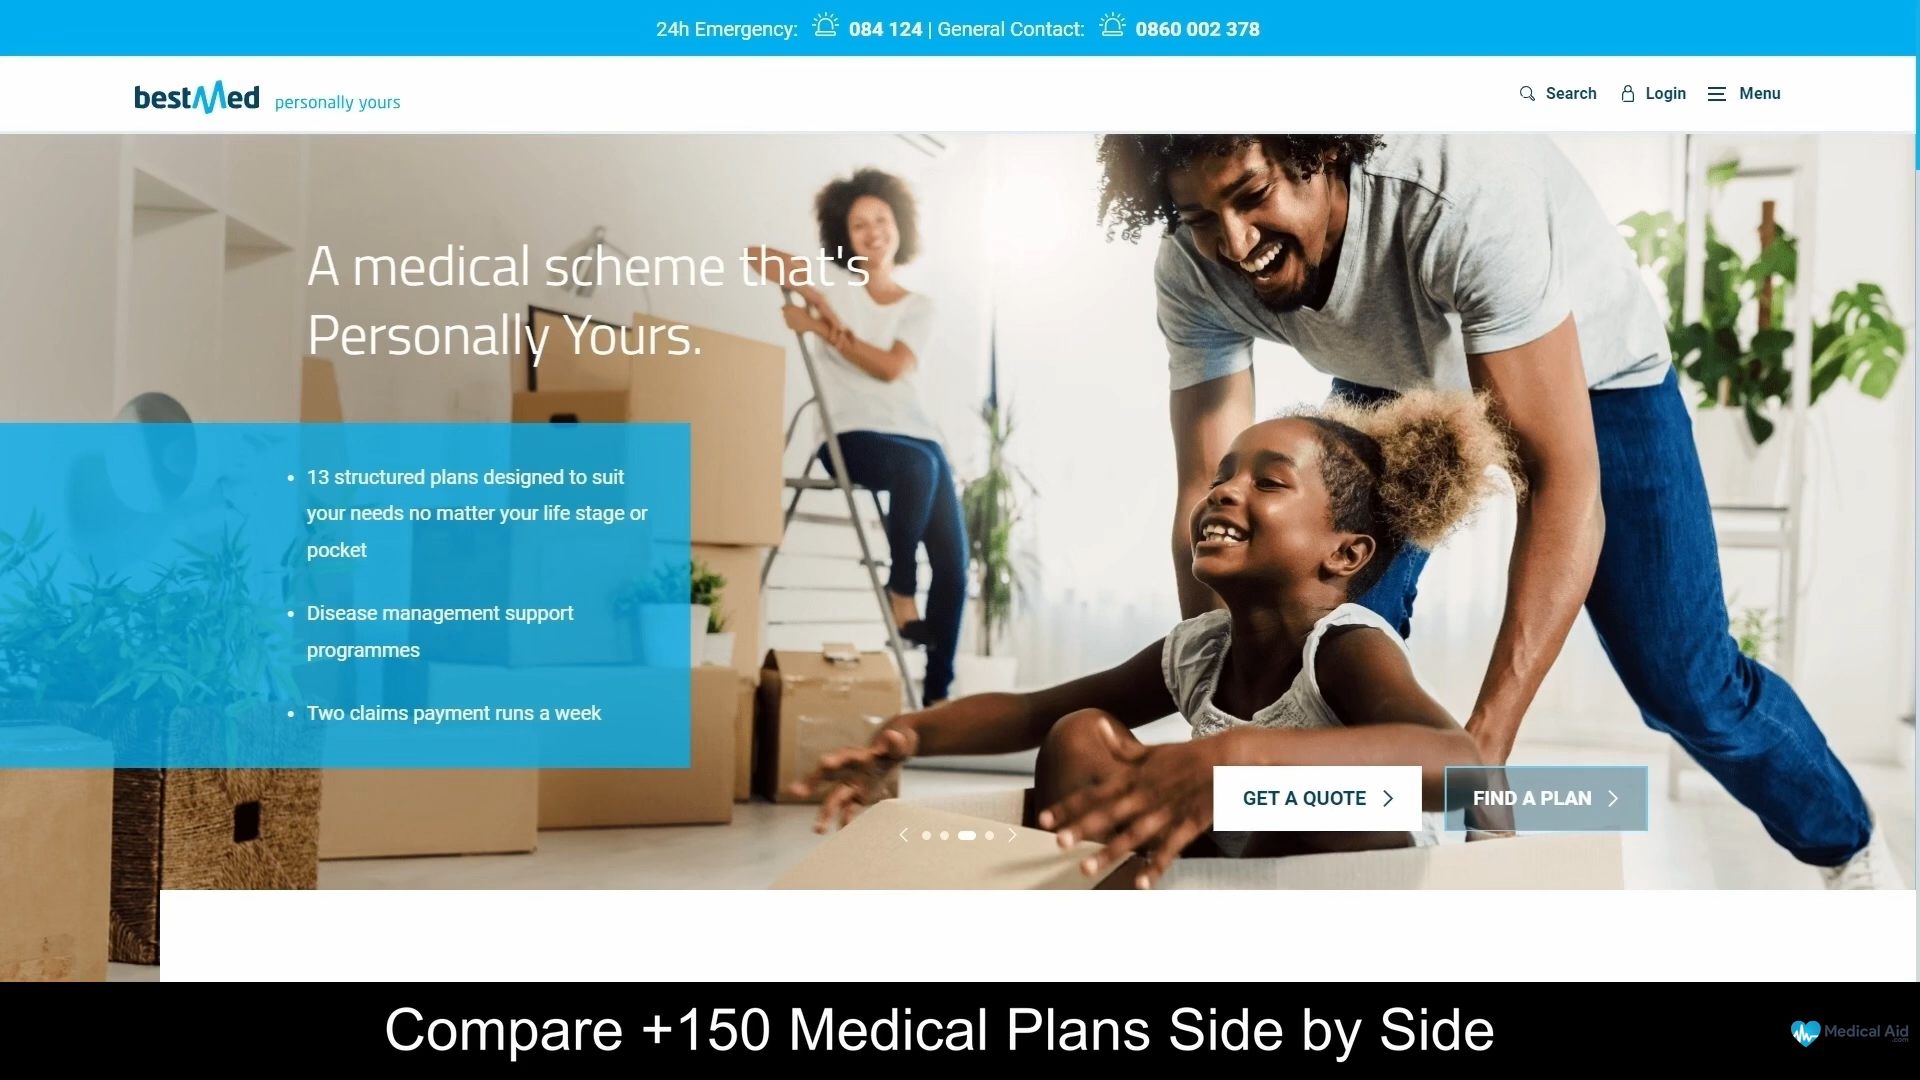 24h Emergency: 084 124 | General Contact: 0860 002 378
bestMed personally yours
Search Login Menu
A medical scheme that's
Personally Yours.
• 13 structured plans designed to suit
your needs no matter your life stage or
pocket
• Disease management support
programmes
• Two claims payment runs a week
GET A QUOTE FIND A PLAN
Compare +150 Medical Plans Side by Side
Medical Aid
.com